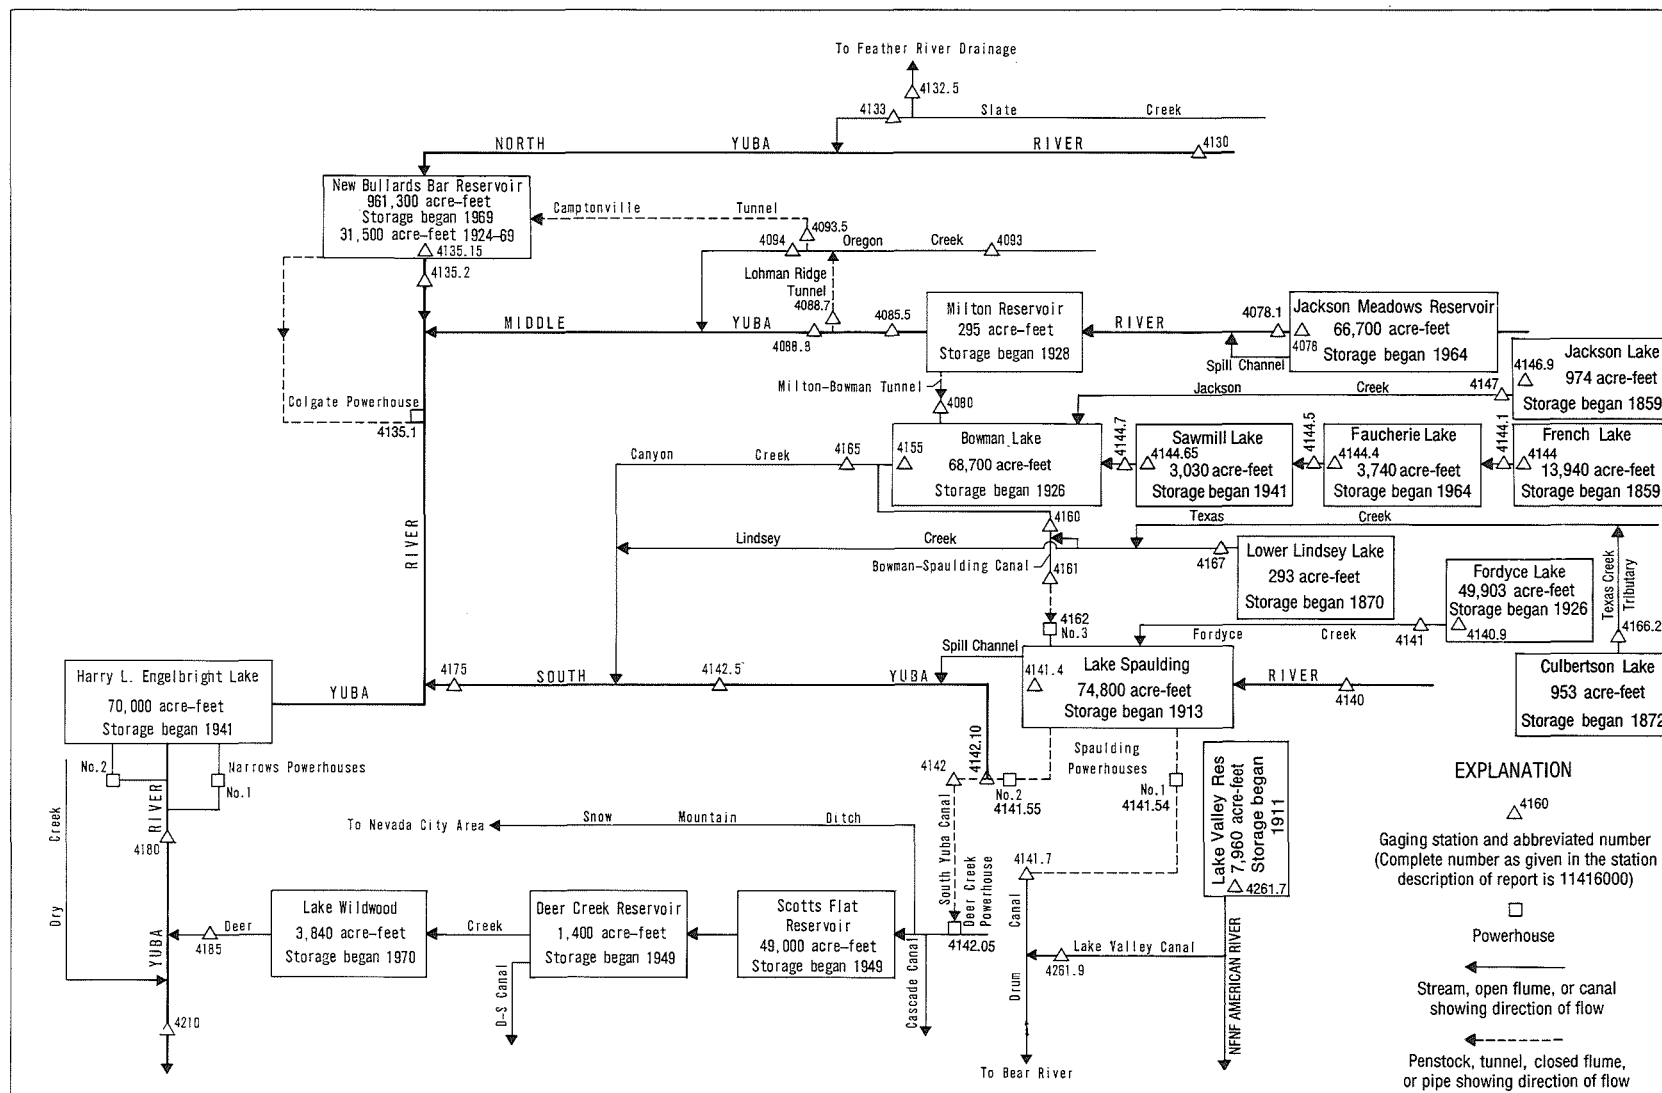 To Feather River Drainage
4132.5
4133
Slate Creek
NORTH YUBA RIVER
4130
New Bullards Bar Reservoir
961,300 acre-feet
Storage began 1969
31,500 acre-feet 1924-69
4135.15
4135.2
Camptonville Tunnel
4093.5
4094
Oregon Creek
4093
Lohman Ridge
Tunnel
4088.7
MIDDLE YUBA RIVER
4088.8
4085.5
Milton Reservoir
295 acre-feet
Storage began 1928
4078.1
4078
Spill Channel
Jackson Meadows Reservoir
66,700 acre-feet
Storage began 1964
Jackson Lake
4146.9
974 acre-feet
Storage began 1859
4147
Jackson Creek
Milton-Bowman Tunnel
4080
Colgate Powerhouse
4135.1
RIVER
Canyon Creek
4165
4155
Bowman Lake
68,700 acre-feet
Storage began 1926
4144.7
Sawmill Lake
4144.65
3,030 acre-feet
Storage began 1941
4144.5
Faucherie Lake
4144.4
3,740 acre-feet
Storage began 1964
4144.1
French Lake
4144
13,940 acre-feet
Storage began 1859
4160
Texas Creek
Lindsey Creek
Bowman-Spaulding Canal
4161
4167
Lower Lindsey Lake
293 acre-feet
Storage began 1870
Fordyce Lake
49,903 acre-feet
Storage began 1926
4140.9
4141
Fordyce Creek
Texas Creek
Tributary
4166.2
Culbertson Lake
953 acre-feet
Storage began 1872
4162
No.3
Spill Channel
Lake Spaulding
4141.4
74,800 acre-feet
Storage began 1913
RIVER
4140
SOUTH YUBA
4175
4142.5
YUBA
Harry L. Engelbright Lake
70,000 acre-feet
Storage began 1941
No.2
Narrows Powerhouses
No.1
RIVER
4180
Dry Creek
YUBA
4210
4185
Deer Creek
Lake Wildwood
3,840 acre-feet
Storage began 1970
Deer Creek Reservoir
1,400 acre-feet
Storage began 1949
D-S Canal
Scotts Flat
Reservoir
49,000 acre-feet
Storage began 1949
To Nevada City Area
Snow Mountain Ditch
Cascade Canal
4142
4142.10
No.2
4141.55
Spaulding
Powerhouses
No.1
4141.54
South Yuba Canal
Deer Creek
Powerhouse
4142.05
4141.7
Drum Canal
To Bear River
Lake Valley Canal
4261.9
Lake Valley Res
7,960 acre-feet
Storage began
1911
4261.7
NFNF AMERICAN RIVER
EXPLANATION
4160
Gaging station and abbreviated number
(Complete number as given in the station
description of report is 11416000)
Powerhouse
Stream, open flume, or canal
showing direction of flow
Penstock, tunnel, closed flume,
or pipe showing direction of flow